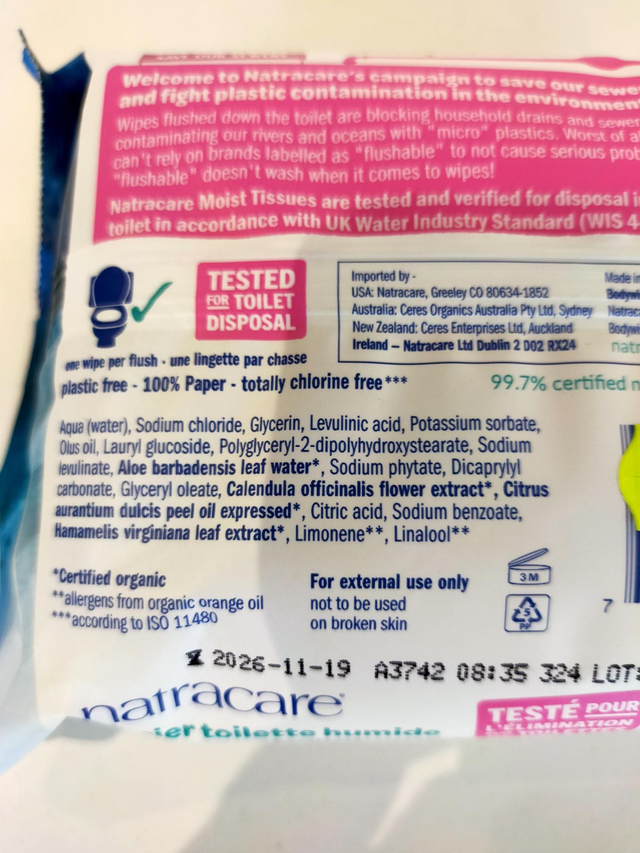 Welcome to Natracare's campaign to save our sewe
and fight plastic contamination in the environmen
Wipes flushed down the toilet are blocking household drains and sewer
contaminating our rivers and oceans with "micro" plastics. Worst of a
can't rely on brands labelled as "flushable" to not cause serious prob
"flushable" doesn't wash when it comes to wipes!
Natracare Moist Tissues are tested and verified for disposal i
toilet in accordance with UK Water Industry Standard (WIS 4-
TESTED
FOR TOILET
DISPOSAL
one wipe per flush - une lingette par chasse
plastic free - 100% Paper - totally chlorine free***
Imported by -
USA: Natracare, Greeley CO 80634-1852
Australia: Ceres Organics Australia Pty Ltd, Sydney
New Zealand: Ceres Enterprises Ltd, Auckland
Ireland – Natracare Ltd Dublin 2 D02 RX24
Made in
Bodywi
Natrac
Bodyw
natr
99.7% certified n
Aqua (water), Sodium chloride, Glycerin, Levulinic acid, Potassium sorbate,
Olus oil, Lauryl glucoside, Polyglyceryl-2-dipolyhydroxystearate, Sodium
levulinate, Aloe barbadensis leaf water*, Sodium phytate, Dicaprylyl
carbonate, Glyceryl oleate, Calendula officinalis flower extract*, Citrus
aurantium dulcis peel oil expressed*, Citric acid, Sodium benzoate,
Hamamelis virginiana leaf extract*, Limonene**, Linalool**
*Certified organic
**allergens from organic orange oil
***according to ISO 11480
For external use only
not to be used
on broken skin
3M
5
PP
7
2026-11-19 A3742 08:35 324 LOT:
natracare
ier toilette humide
TESTÉ POUR
L'ÉLIMINATION